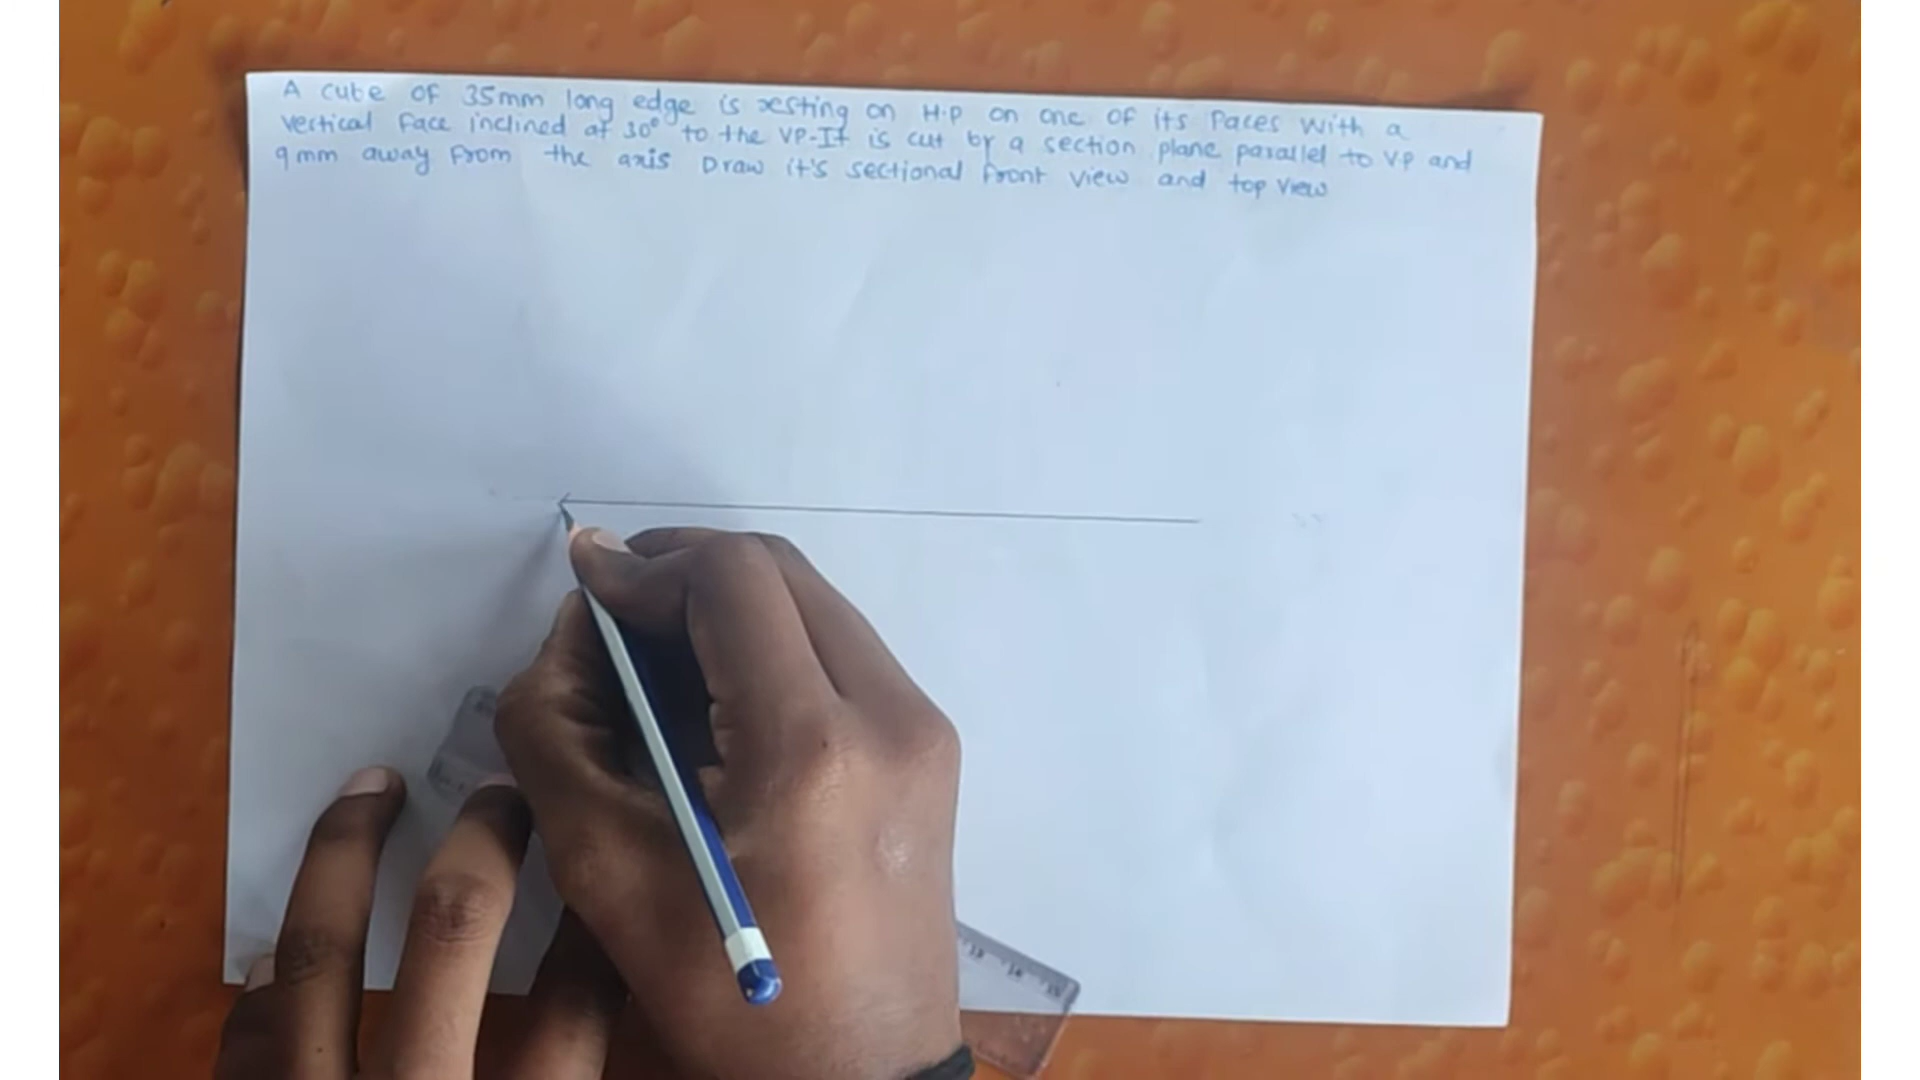 A cube of 35mm long edge is resting on H.P on one of its Paces with a
vertical Face inclined at 30° to the VP-It is cut by a section plane parallel to V.P and
9mm away From the axis Draw it's sectional front view and top view